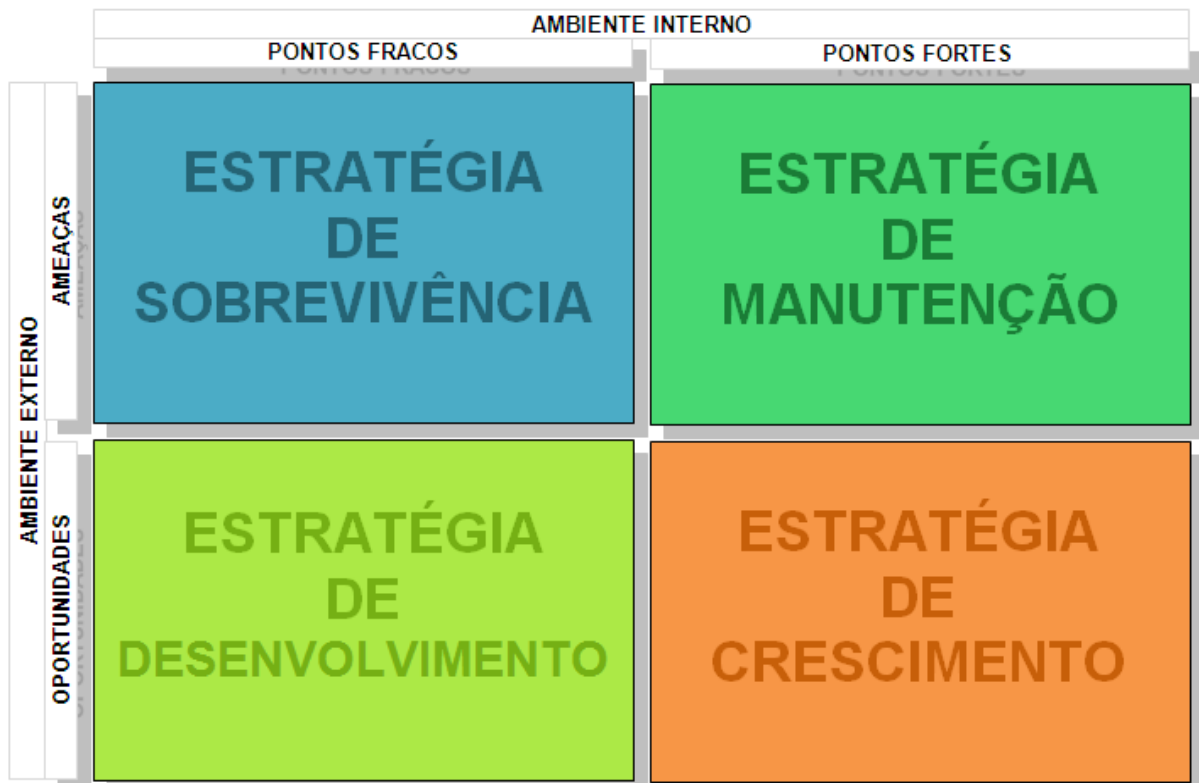 AMBIENTE INTERNO
PONTOS FRACOS
PONTOS FORTES
AMBIENTE EXTERNO
AMEAÇAS
ESTRATÉGIA
DE
SOBREVIVÊNCIA
ESTRATÉGIA
DE
MANUTENÇÃO
OPORTUNIDADES
ESTRATÉGIA
DE
DESENVOLVIMENTO
ESTRATÉGIA
DE
CRESCIMENTO